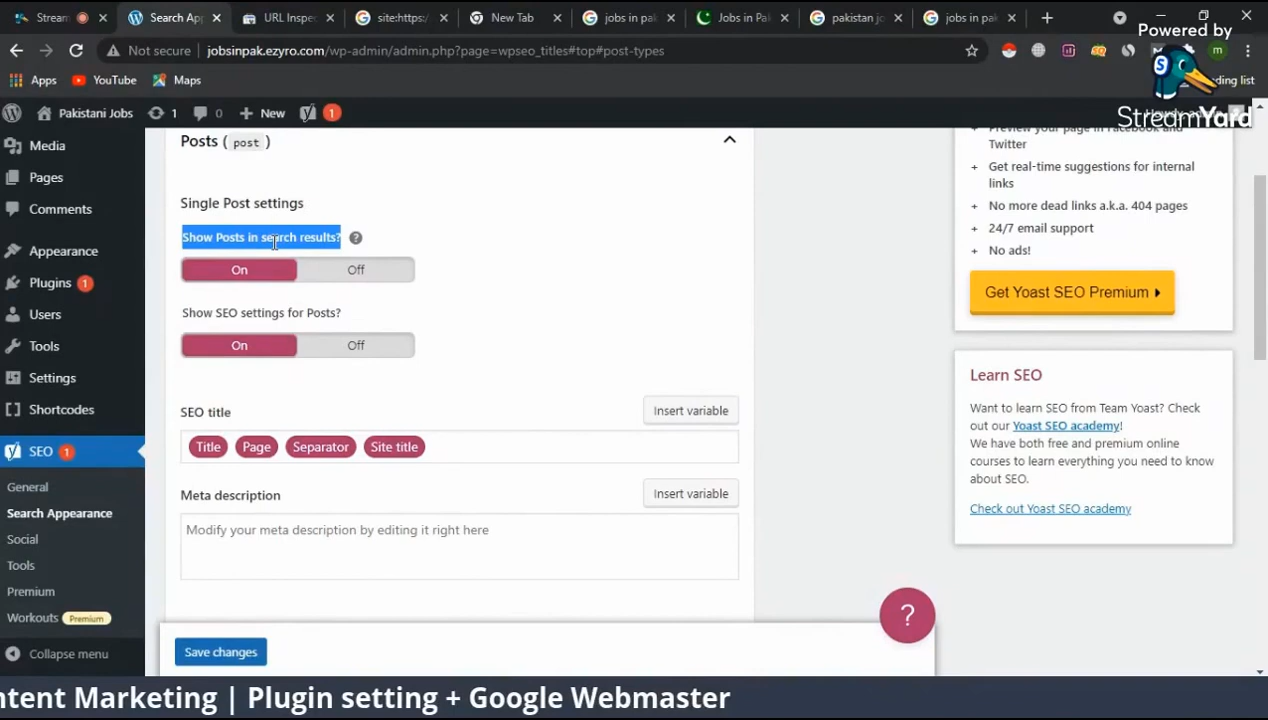 Search App
URL Inspec
site:https:/
New Tab
jobs in pak
Jobs in Pak
pakistan jo
jobs in pak
Not secure
jobsinpak.ezyro.com/wp-admin/admin.php?page=wpseo_titles#top#post-types
Powered by
S
StreamYard
m
Apps
YouTube
Maps
ding list
Pakistani Jobs
1
0
New
1
Media
Pages
Comments
Appearance
Plugins 1
Users
Tools
Settings
Shortcodes
SEO 1
General
Search Appearance
Social
Tools
Premium
Workouts Premium
Collapse menu
Posts ( post )
Single Post settings
Show Posts in search results? ?
On Off
Show SEO settings for Posts?
On Off
SEO title
Insert variable
Title Page Separator Site title
Meta description
Insert variable
Modify your meta description by editing it right here
Save changes
?
+ Preview your page in Facebook and
Twitter
+ Get real-time suggestions for internal
links
+ No more dead links a.k.a. 404 pages
+ 24/7 email support
+ No ads!
Get Yoast SEO Premium
Learn SEO
Want to learn SEO from Team Yoast? Check
out our Yoast SEO academy!
We have both free and premium online
courses to learn everything you need to know
about SEO.
Check out Yoast SEO academy
ntent Marketing | Plugin setting + Google Webmaster